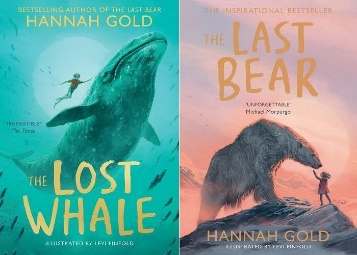 BESTSELLING AUTHOR OF THE LAST BEAR
HANNAH GOLD
'IRRESISTIBLE'
The Times
THE
LOST
WHALE
ILLUSTRATED BY LEVI PINFOLD
THE INSPIRATIONAL BESTSELLER
THE
LAST
BEAR
'UNFORGETTABLE'
Michael Morpurgo
HANNAH GOLD
ILLUSTRATED BY LEVI PINFOLD